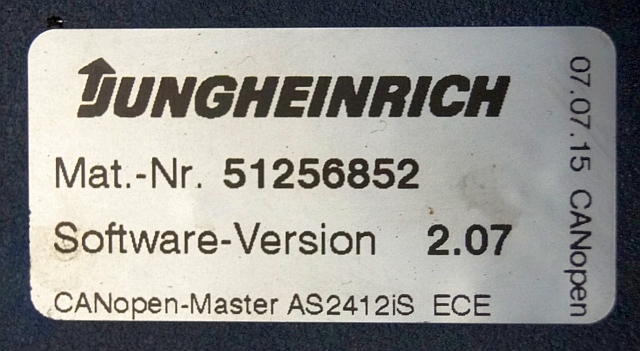 JUNGHEINRICH
Mat.-Nr. 51256852
Software-Version 2.07
CANopen-Master AS2412iS ECE
07.07.15 CANopen